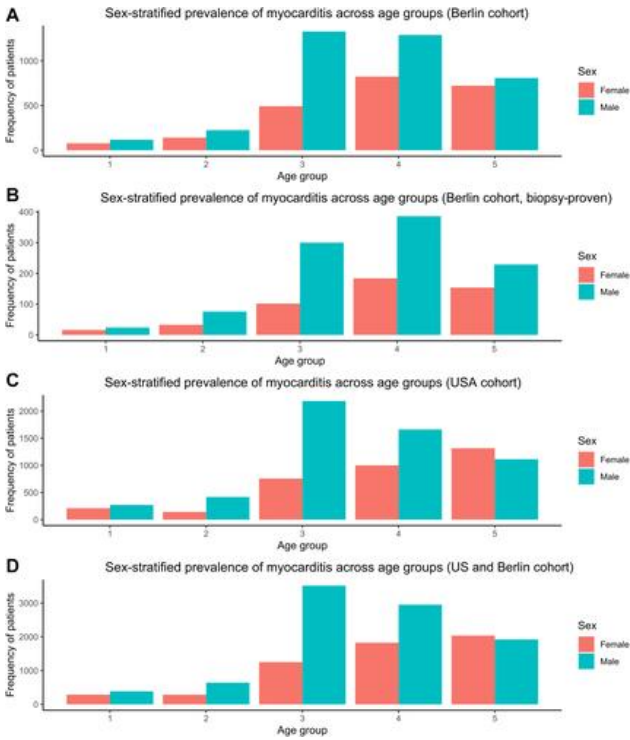 A
Sex-stratified prevalence of myocarditis across age groups (Berlin cohort)
Frequency of patients
1000
500
0
1 2 3 4 5
Age group
Sex
Female
Male
B
Sex-stratified prevalence of myocarditis across age groups (Berlin cohort, biopsy-proven)
Frequency of patients
400
300
200
100
0
1 2 3 4 5
Age group
Sex
Female
Male
C
Sex-stratified prevalence of myocarditis across age groups (USA cohort)
Frequency of patients
2000
1500
1000
500
0
1 2 3 4 5
Age group
Sex
Female
Male
D
Sex-stratified prevalence of myocarditis across age groups (US and Berlin cohort)
Frequency of patients
3000
2000
1000
0
1 2 3 4 5
Age group
Sex
Female
Male